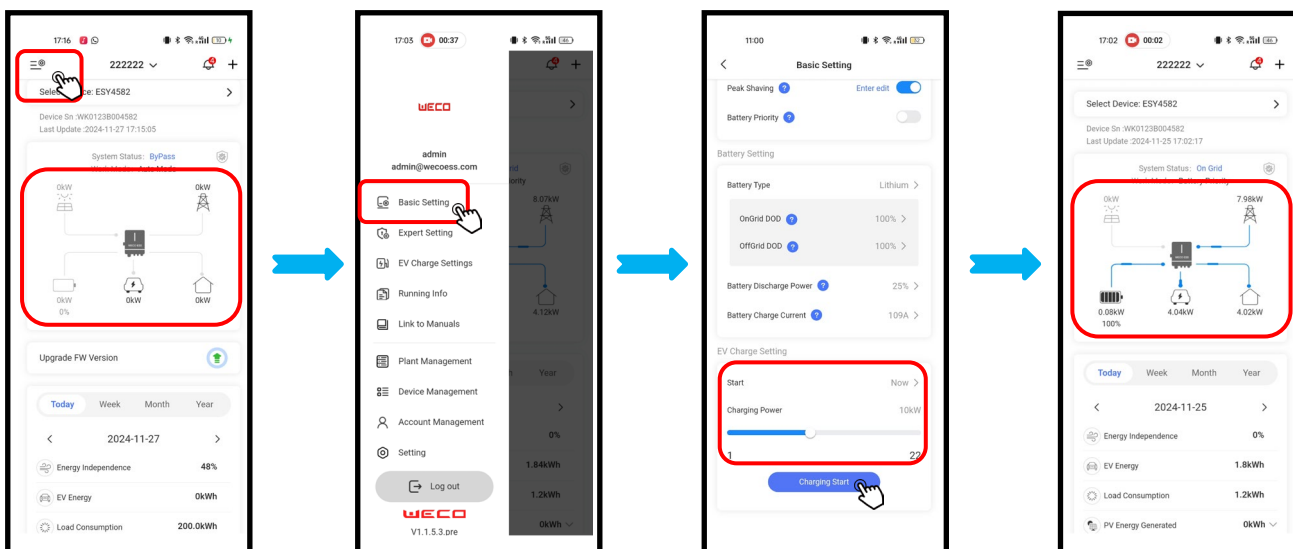 17:16
222222
4
Select Device: ESY4582
Device Sn :WK0123B004582
Last Update :2024-11-27 17:15:05
System Status: ByPass
Auto Mode
0kW
0kW
0kW
0kW
0kW
0%
Upgrade FW Version
Today Week Month Year
2024-11-27
Energy Independence 48%
EV Energy 0kWh
Load Consumption 200.0kWh
17:03 00:37
4
WECO
admin
admin@wecoess.com
Basic Setting
Expert Setting
EV Charge Settings
Running Info
Link to Manuals
Plant Management
Device Management
Account Management
Setting
Log out
WECO
V1.1.5.3.pre
8.07kW
4.12kW
Year
0%
1.84kWh
1.2kWh
0kWh
11:00
Basic Setting
Peak Shaving ? Enter edit
Battery Priority ?
Battery Setting
Battery Type Lithium
OnGrid DOD ? 100%
OffGrid DOD ? 100%
Battery Discharge Power ? 25%
Battery Charge Current ? 109A
EV Charge Setting
Start Now
Charging Power 10kW
1 22
Charging Start
17:02 00:02
222222
4
Select Device: ESY4582
Device Sn :WK0123B004582
Last Update :2024-11-25 17:02:17
System Status: On Grid
Battery Priority
0kW
7.98kW
0.08kW
4.04kW
4.02kW
100%
Today Week Month Year
2024-11-25
Energy Independence 0%
EV Energy 1.8kWh
Load Consumption 1.2kWh
PV Energy Generated 0kWh